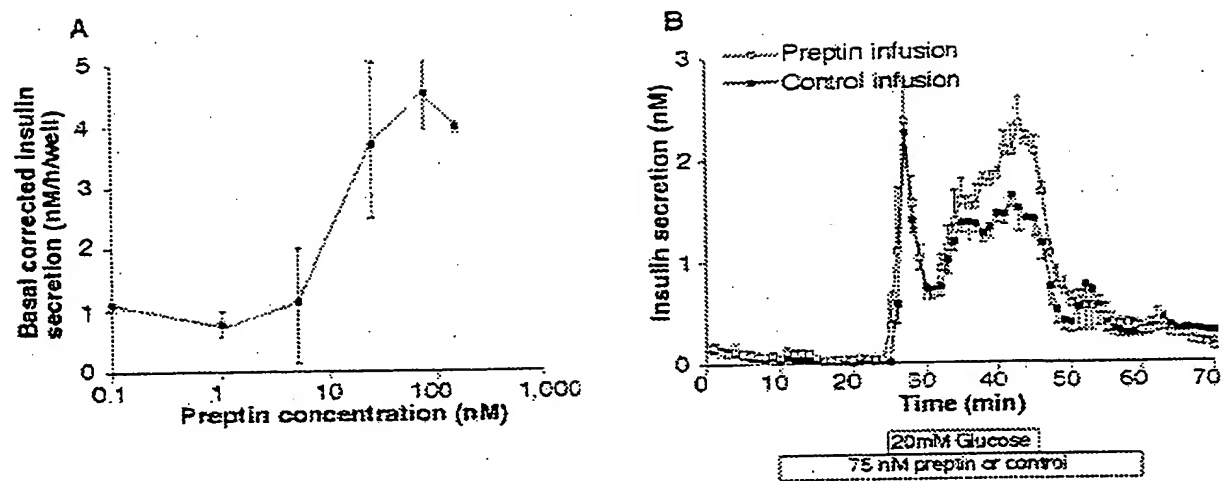 A
Basal corrected insulin
secretion (nM/h/well)
5
4
3
2
1
0
0.1
1
10
100
1,000
Preptin concentration (nM)
B
Preptin infusion
Control infusion
Insulin secretion (nM)
3
2
1
0
0
10
20
30
40
50
60
70
Time (min)
20mM Glucose
75 nM preptin or control